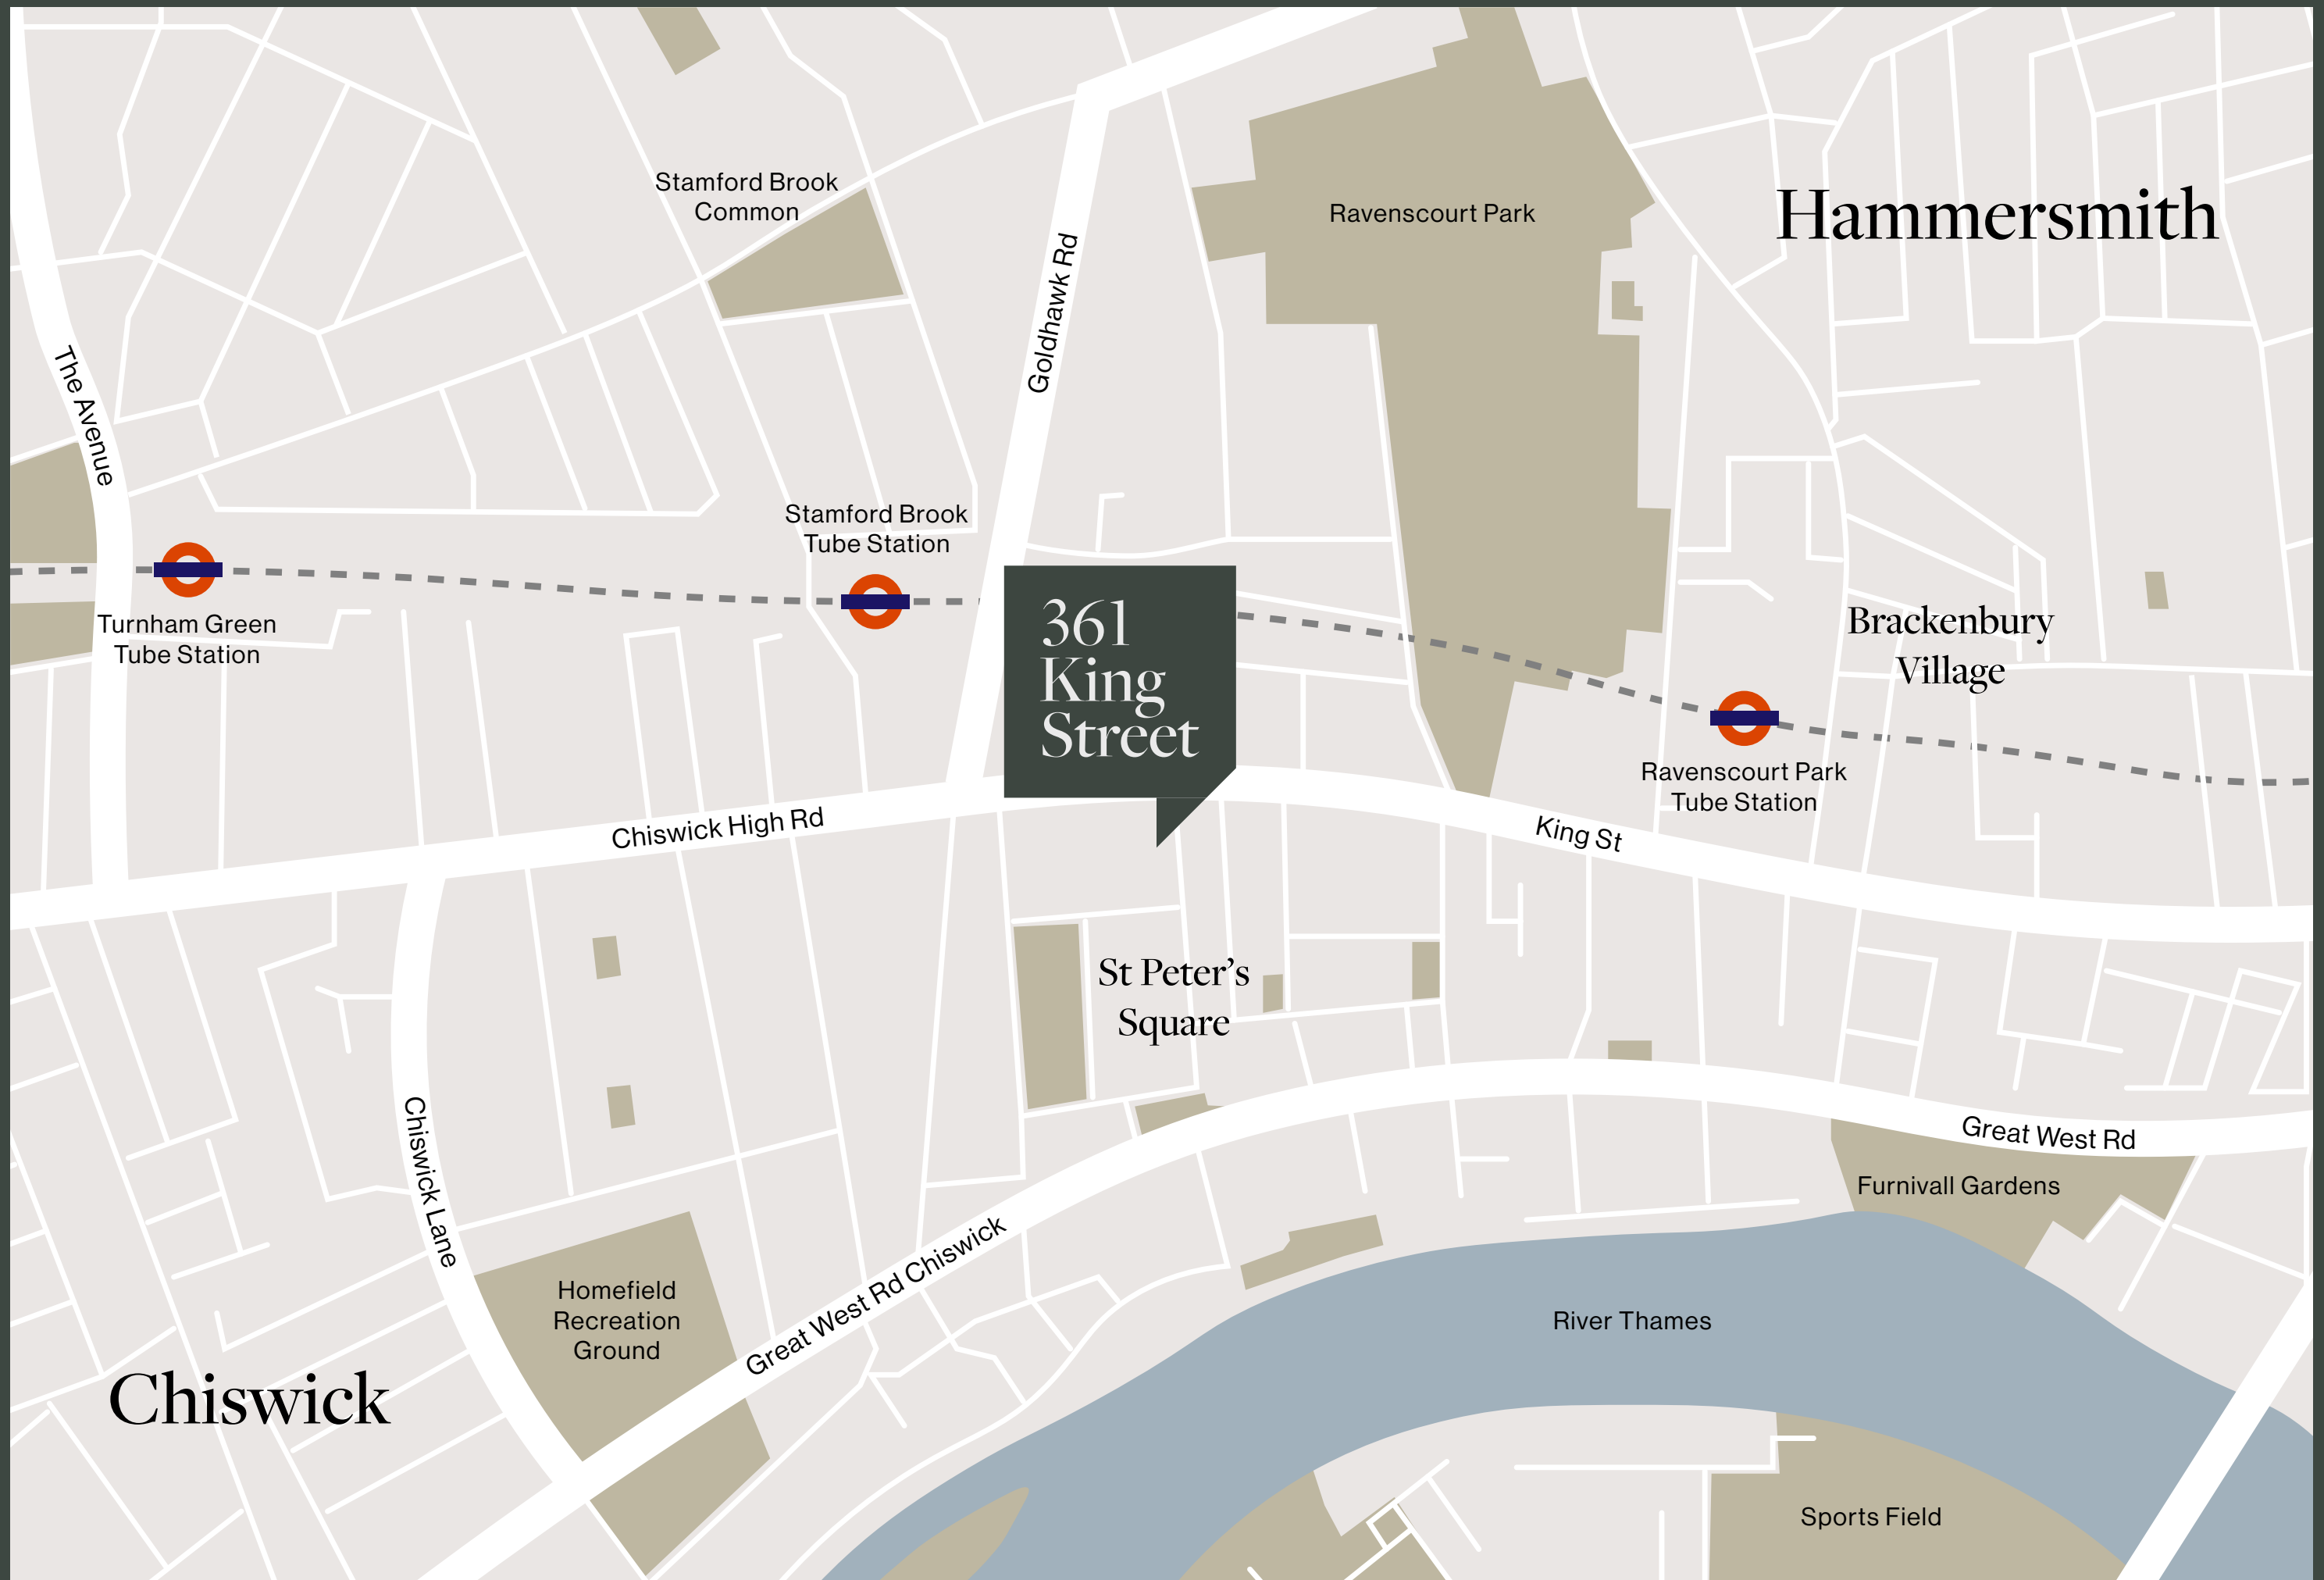 Stamford Brook
Common
Ravenscourt Park
Hammersmith
Goldhawk Rd
The Avenue
Stamford Brook
Tube Station
Turnham Green
Tube Station
361
King
Street
Brackenbury
Village
Ravenscourt Park
Tube Station
Chiswick High Rd
King St
St Peter’s
Square
Chiswick Lane
Great West Rd
Furnivall Gardens
Great West Rd Chiswick
Homefield
Recreation
Ground
River Thames
Chiswick
Sports Field